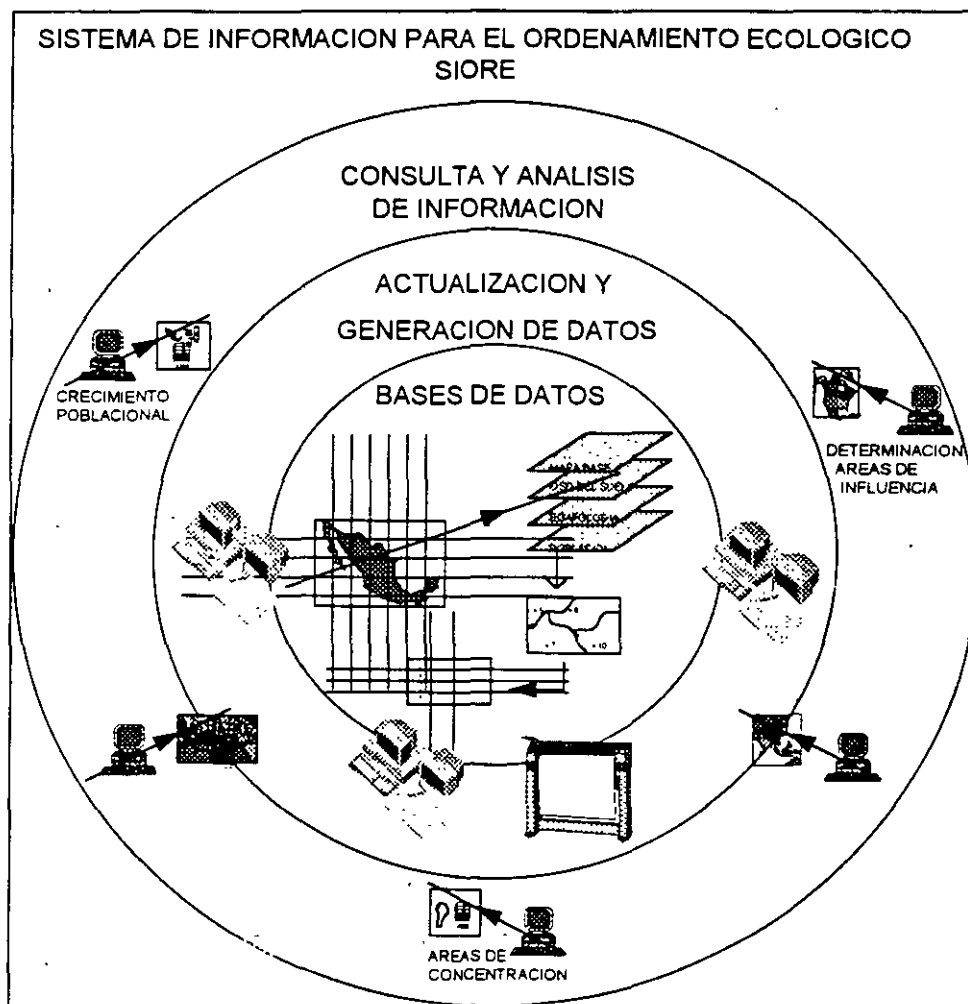 SISTEMA DE INFORMACION PARA EL ORDENAMIENTO ECOLOGICO
SIORE
CONSULTA Y ANALISIS
DE INFORMACION
ACTUALIZACION Y
GENERACION DE DATOS
BASES DE DATOS
CRECIMIENTO
POBLACIONAL
DETERMINACION
AREAS DE
INFLUENCIA
MAPA BASE
USO DEL SUELO
AREAS DE
CONCENTRACION